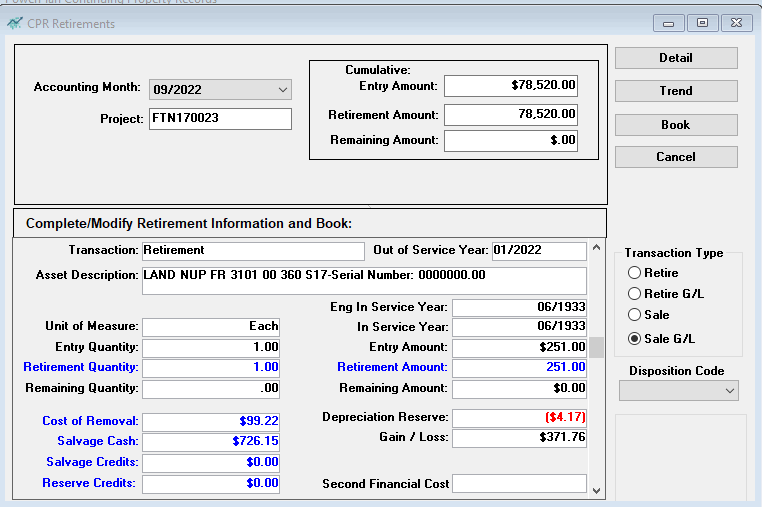 PowerPlan Continuing Property Records
CPR Retirements
Accounting Month: 09/2022
Project: FTN170023
Cumulative:
Entry Amount: $78,520.00
Retirement Amount: 78,520.00
Remaining Amount: $.00
Detail
Trend
Book
Cancel
Complete/Modify Retirement Information and Book:
Transaction: Retirement Out of Service Year: 01/2022
Asset Description: LAND NUP FR 3101 00 360 S17-Serial Number: 0000000.00
Eng In Service Year: 06/1933
Unit of Measure: Each In Service Year: 06/1933
Entry Quantity: 1.00 Entry Amount: $251.00
Retirement Quantity: 1.00 Retirement Amount: 251.00
Remaining Quantity: .00 Remaining Amount: $0.00
Cost of Removal: $99.22 Depreciation Reserve: ($4.17)
Salvage Cash: $726.15 Gain / Loss: $371.76
Salvage Credits: $0.00
Reserve Credits: $0.00 Second Financial Cost
Transaction Type
Retire
Retire G/L
Sale
Sale G/L
Disposition Code